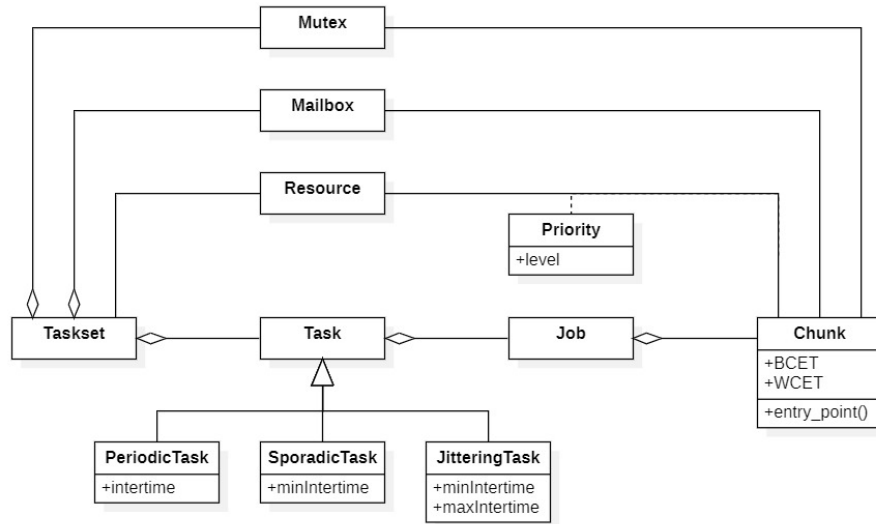 Mutex
Mailbox
Resource
Priority
+level
Taskset
Task
Job
Chunk
+BCET
+WCET
+entry_point()
PeriodicTask
+intertime
SporadicTask
+minIntertime
JitteringTask
+minIntertime
+maxIntertime